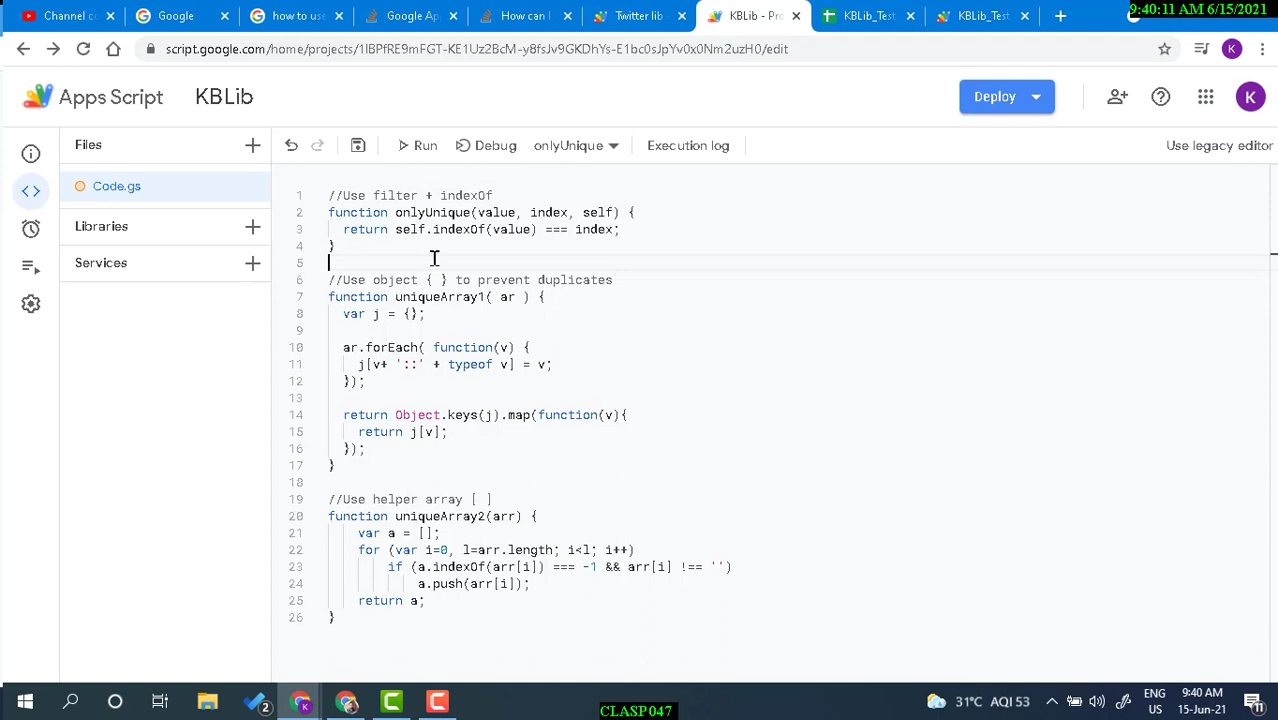 Channel c
Google
how to use
Google Ap
How can I
Twitter lib -
KBLib - Pro
KBLib_Test
KBLib_Test
9:40:11 AM 6/15/2021
script.google.com/home/projects/1IBPfRE9mFGT-KE1Uz2BcM-y8fsJv9GKDhYs-E1bc0sJpYv0x0Nm2uzH0/edit
K
Apps Script
KBLib
Deploy
K
Files
Run
Debug
onlyUnique
Execution log
Use legacy editor
Code.gs
Libraries
Services
1 //Use filter + indexOf
2 function onlyUnique(value, index, self) {
3 return self.indexOf(value) === index;
4 }
5
6 //Use object { } to prevent duplicates
7 function uniqueArray1( ar ) {
8 var j = {};
9
10 ar.forEach( function(v) {
11 j[v+ '::' + typeof v] = v;
12 });
13
14 return Object.keys(j).map(function(v){
15 return j[v];
16 });
17 }
18
19 //Use helper array [ ]
20 function uniqueArray2(arr) {
21 var a = [];
22 for (var i=0, l=arr.length; i<l; i++)
23 if (a.indexOf(arr[i]) === -1 && arr[i] !== '')
24 a.push(arr[i]);
25 return a;
26 }
2
K
CLASP047
31°C AQI 53
ENG
US
9:40 AM
15-Jun-21
11